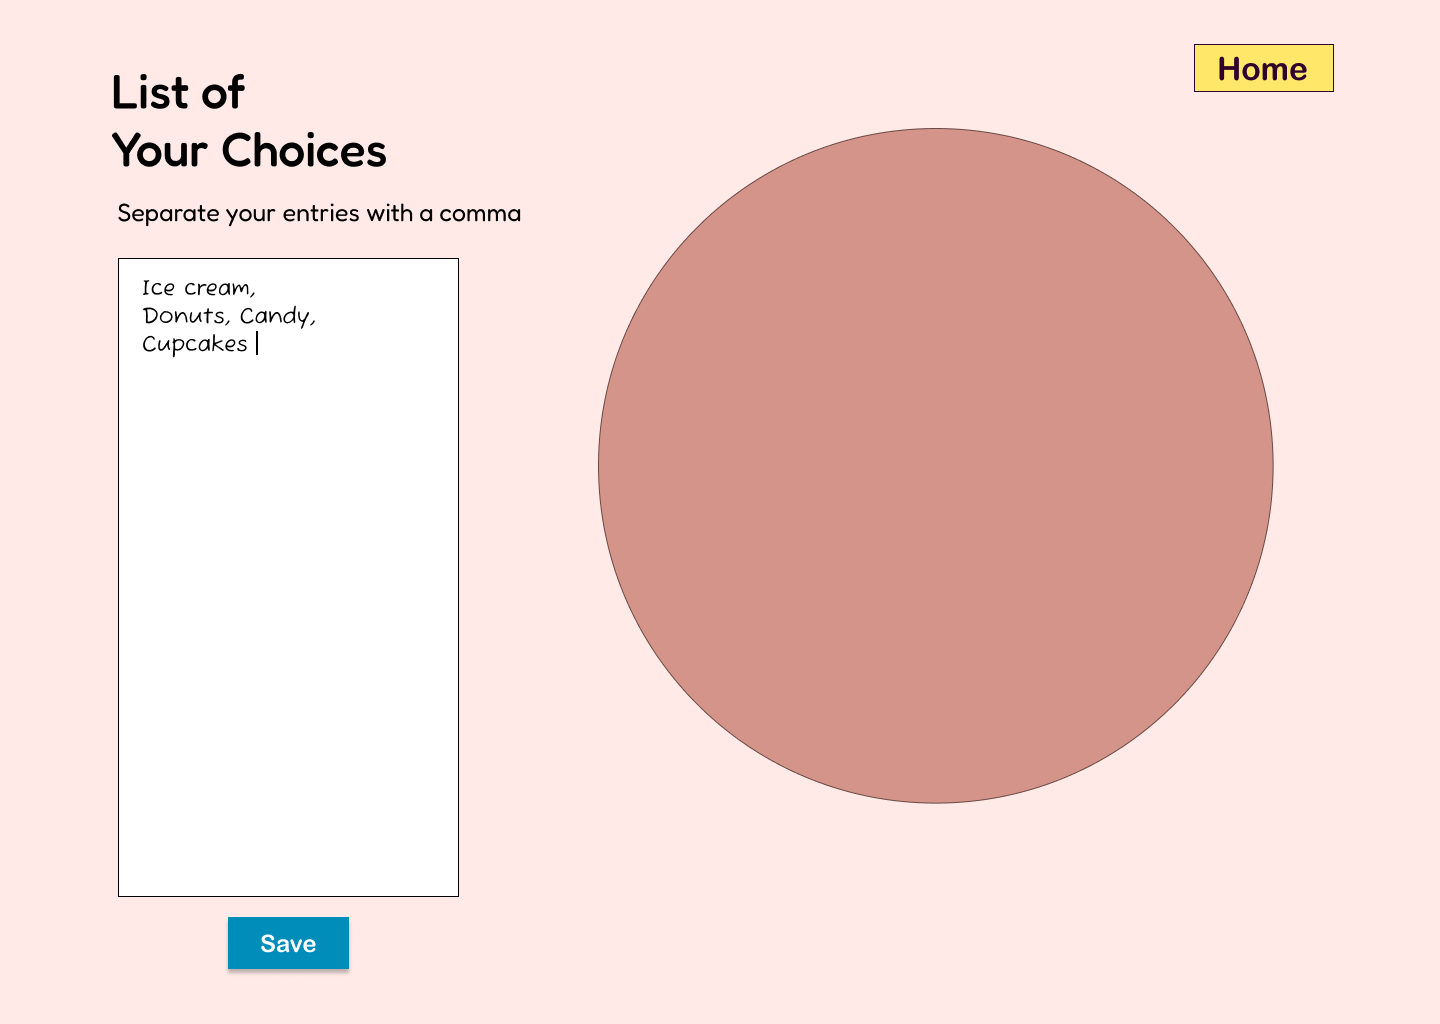 List of
Your Choices
Separate your entries with a comma
Ice cream,
Donuts, Candy,
Cupcakes
Save
Home